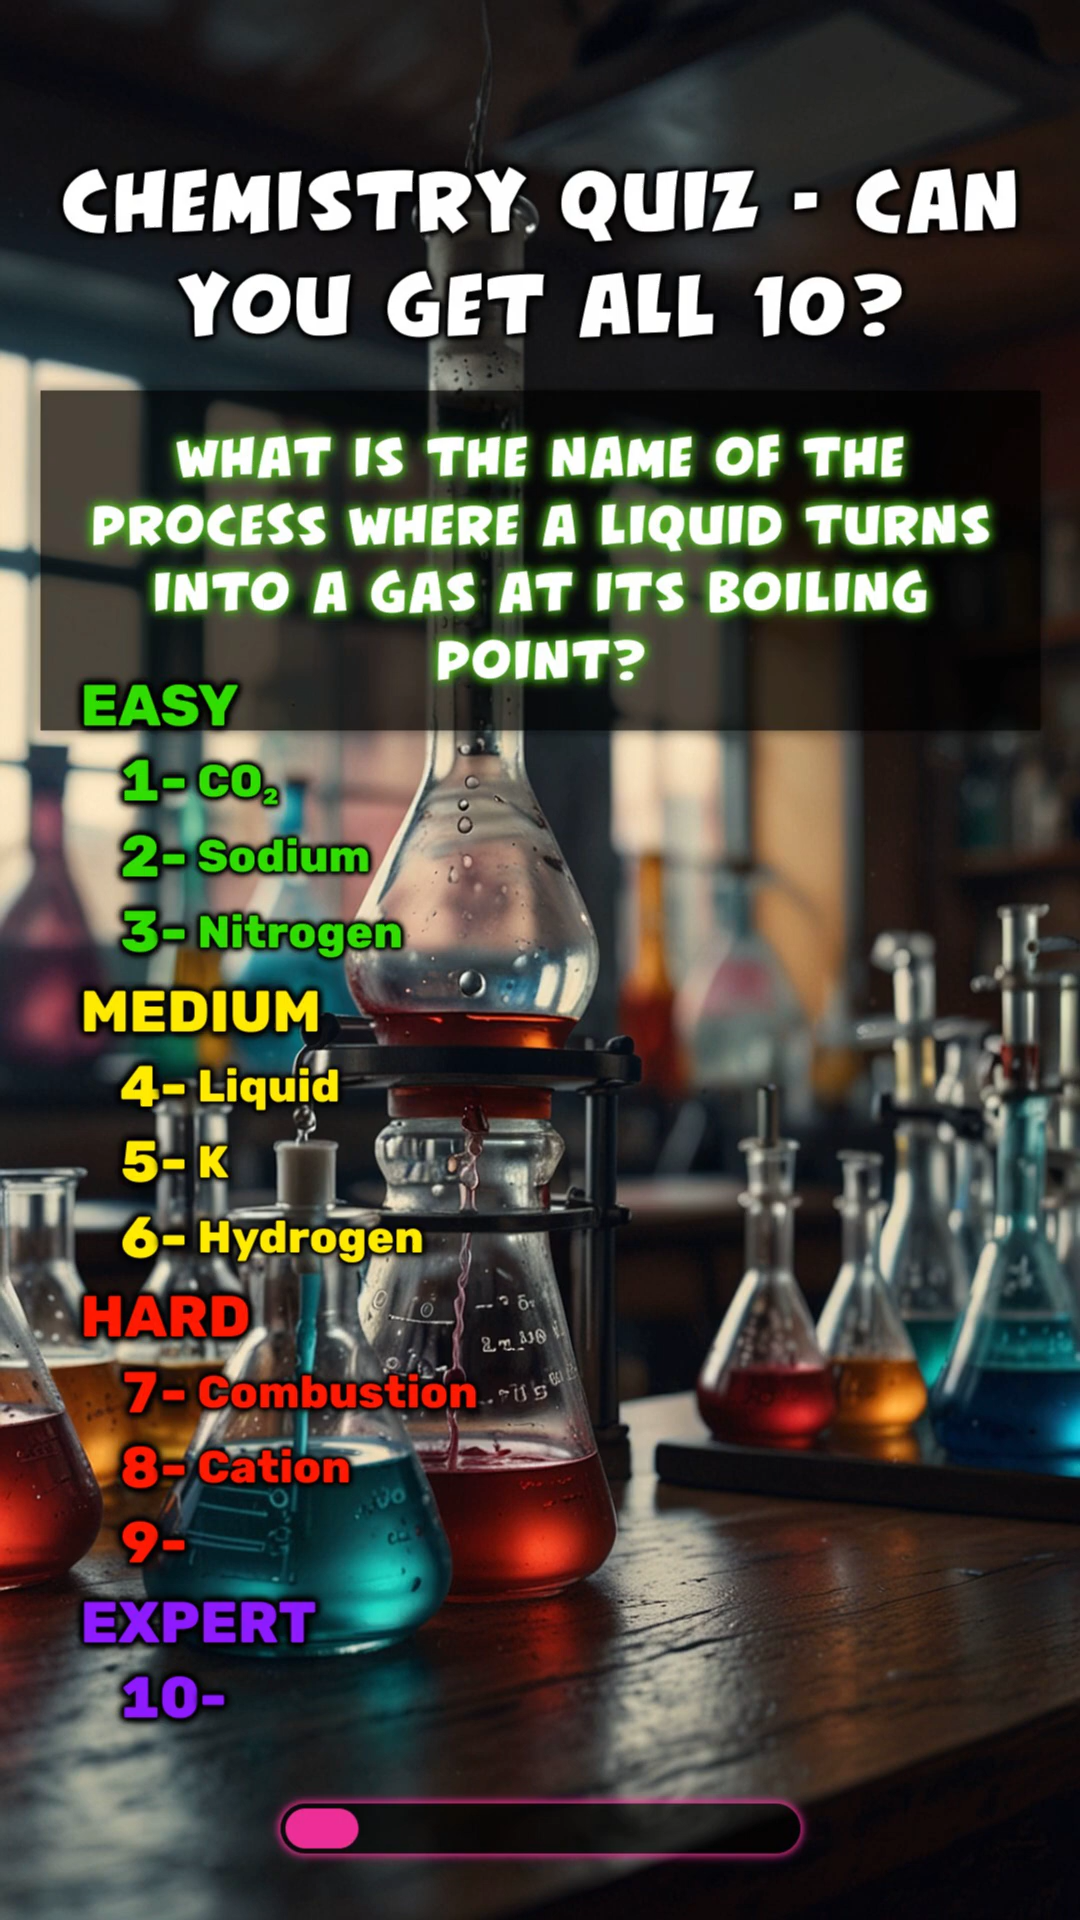 CHEMISTRY QUIZ - CAN
YOU GET ALL 10?
WHAT IS THE NAME OF THE
PROCESS WHERE A LIQUID TURNS
INTO A GAS AT ITS BOILING
POINT?
EASY
1- CO₂
2- Sodium
3- Nitrogen
MEDIUM
4- Liquid
5- K
6- Hydrogen
HARD
7- Combustion
8- Cation
9-
EXPERT
10-